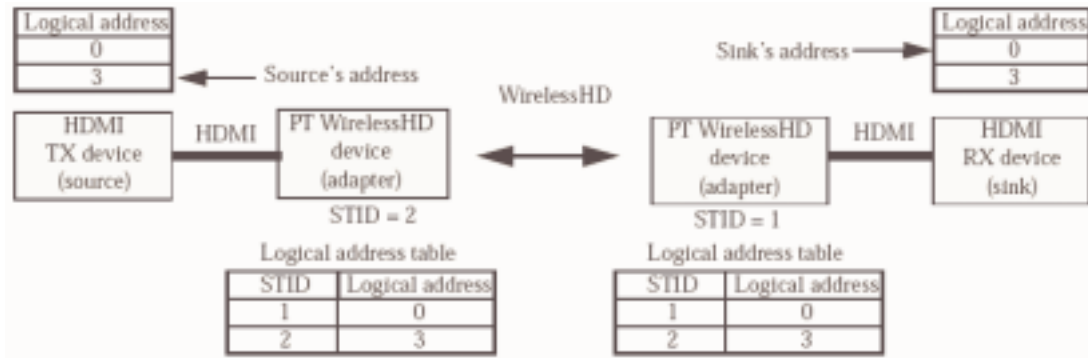 Logical address
0
3
Source's address
HDMI
TX device
(source)
HDMI
PT WirelessHD
device
(adapter)
STID = 2
WirelessHD
Logical address
0
3
Sink's address
PT WirelessHD
device
(adapter)
STID = 1
HDMI
HDMI
RX device
(sink)
Logical address table
STID Logical address
1 0
2 3
Logical address table
STID Logical address
1 0
2 3